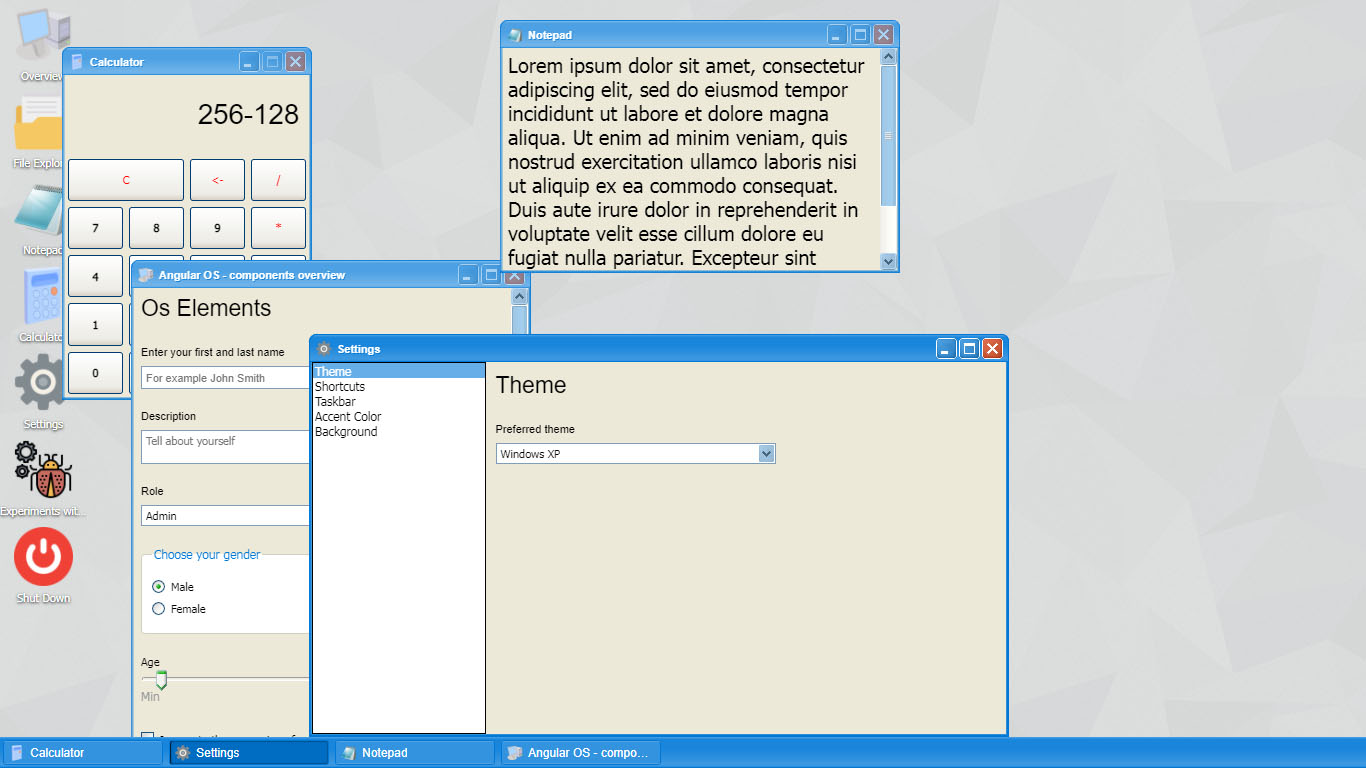 Overview
File Explor
Notepad
Calculato
Settings
Experiments wit...
Shut Down
Calculator
256-128
C
<-
/
7
8
9
*
4
1
0
Notepad
Lorem ipsum dolor sit amet, consectetur
adipiscing elit, sed do eiusmod tempor
incididunt ut labore et dolore magna
aliqua. Ut enim ad minim veniam, quis
nostrud exercitation ullamco laboris nisi
ut aliquip ex ea commodo consequat.
Duis aute irure dolor in reprehenderit in
voluptate velit esse cillum dolore eu
fugiat nulla pariatur. Excepteur sint
Angular OS - components overview
Os Elements
Enter your first and last name
For example John Smith
Description
Tell about yourself
Role
Admin
Choose your gender
Male
Female
Age
Min
Settings
Theme
Shortcuts
Taskbar
Accent Color
Background
Theme
Preferred theme
Windows XP
Calculator
Settings
Notepad
Angular OS - compo...